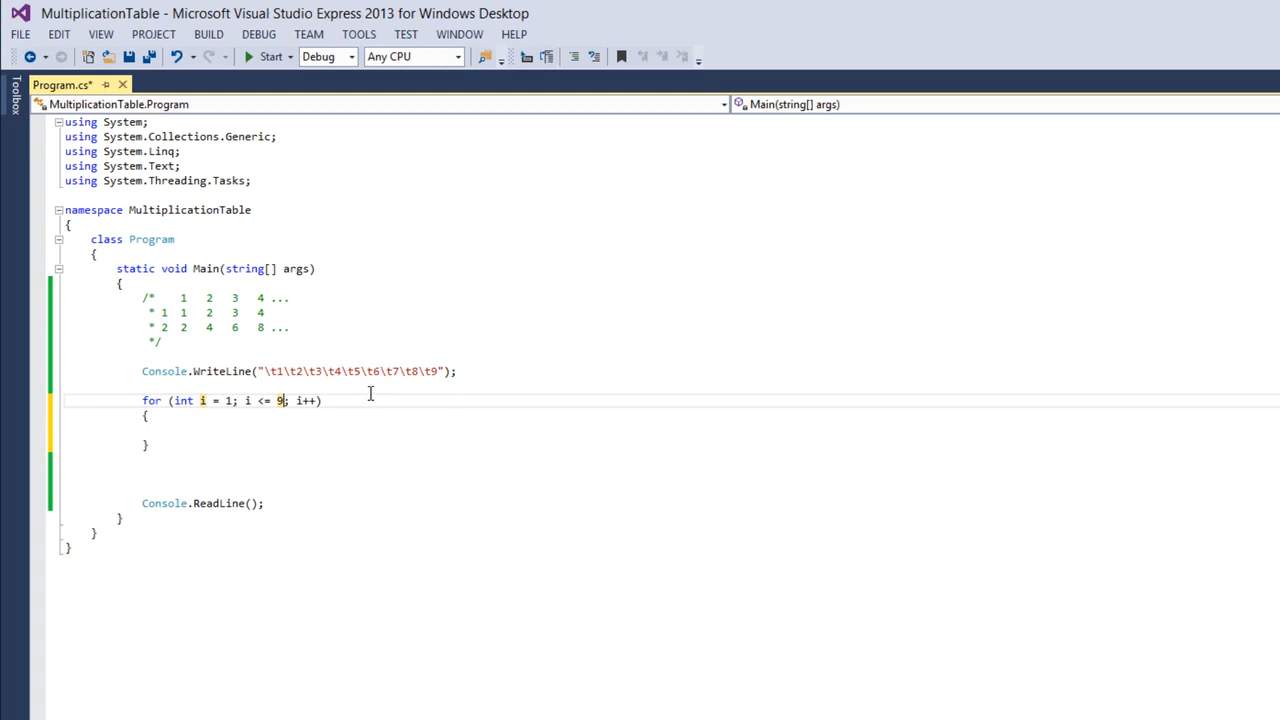 MultiplicationTable - Microsoft Visual Studio Express 2013 for Windows Desktop
FILE EDIT VIEW PROJECT BUILD DEBUG TEAM TOOLS TEST WINDOW HELP
Start Debug Any CPU
Toolbox
Program.cs*
MultiplicationTable.Program Main(string[] args)
using System;
using System.Collections.Generic;
using System.Linq;
using System.Text;
using System.Threading.Tasks;
namespace MultiplicationTable
{
class Program
{
static void Main(string[] args)
{
/* 1 2 3 4 ...
* 1 1 2 3 4
* 2 2 4 6 8 ...
*/
Console.WriteLine("\t1\t2\t3\t4\t5\t6\t7\t8\t9");
for (int i = 1; i <= 9; i++)
{
}
Console.ReadLine();
}
}
}